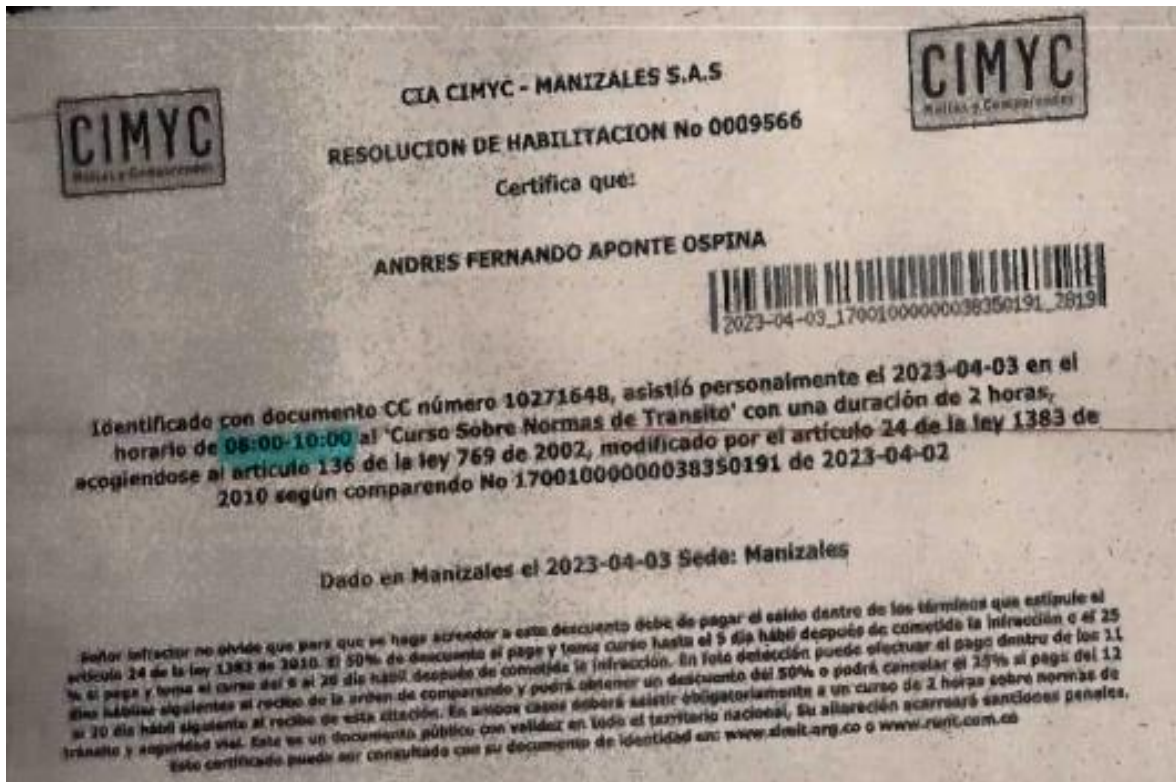 CIMYC
Multas y Comparendos
CIMYC
Multas y Comparendos
CIA CIMYC - MANIZALES S.A.S
RESOLUCION DE HABILITACION No 0009566
Certifica que:
ANDRES FERNANDO APONTE OSPINA
2023-04-03_17001000000038350191_2819
Identificado con documento CC número 10271648, asistió personalmente el 2023-04-03 en el
horario de 08:00-10:00 al 'Curso Sobre Normas de Transito' con una duración de 2 horas,
acogiendose al articulo 136 de la ley 769 de 2002, modificado por el artículo 24 de la ley 1383 de
2010 según comparendo No 17001000000038350191 de 2023-04-02
Dado en Manizales el 2023-04-03 Sede: Manizales
Señor infractor no olvide que para que se haga acreedor a este descuento debe de pagar el saldo dentro de los términos que estipule el
artículo 24 de la ley 1383 de 2010. El 50% de descuento si paga y toma curso hasta el 5 dia hábil después de cometida la infracción o el 25
% si paga y toma el curso del 6 al 20 dia hábil después de cometida la infracción. En foto detección puede efectuar el pago dentro de los 11
dias hábiles siguientes al recibo de la orden de comparendo y podrá obtener un descuento del 50% o podrá cancelar el 25% si paga del 12
al 20 dia hábil siguiente al recibo de esta citación. En ambos casos deberá asistir obligatoriamente a un curso de 2 horas sobre normas de
tránsito y seguridad vial. Este es un documento público con validez en todo el territorio nacional, Su alteración acarreará sanciones penales.
Este certificado puede ser consultado con su documento de identidad en: www.simit.org.co o www.runt.com.co